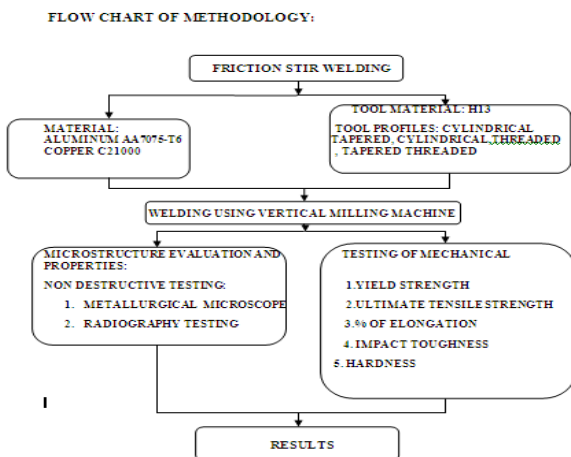 FLOW CHART OF METHODOLOGY:
FRICTION STIR WELDING
MATERIAL:
ALUMINUM AA7075-T6
COPPER C21000
TOOL MATERIAL: H13
TOOL PROFILES: CYLINDRICAL
TAPERED, CYLINDRICAL THREADED
, TAPERED THREADED
WELDING USING VERTICAL MILLING MACHINE
MICROSTRUCTURE EVALUATION AND
PROPERTIES:
NON DESTRUCTIVE TESTING:
1. METALLURGICAL MICROSCOPE
2. RADIOGRAPHY TESTING
TESTING OF MECHANICAL
1.YIELD STRENGTH
2.ULTIMATE TENSILE STRENGTH
3.% OF ELONGATION
4. IMPACT TOUGHNESS
5. HARDNESS
RESULTS